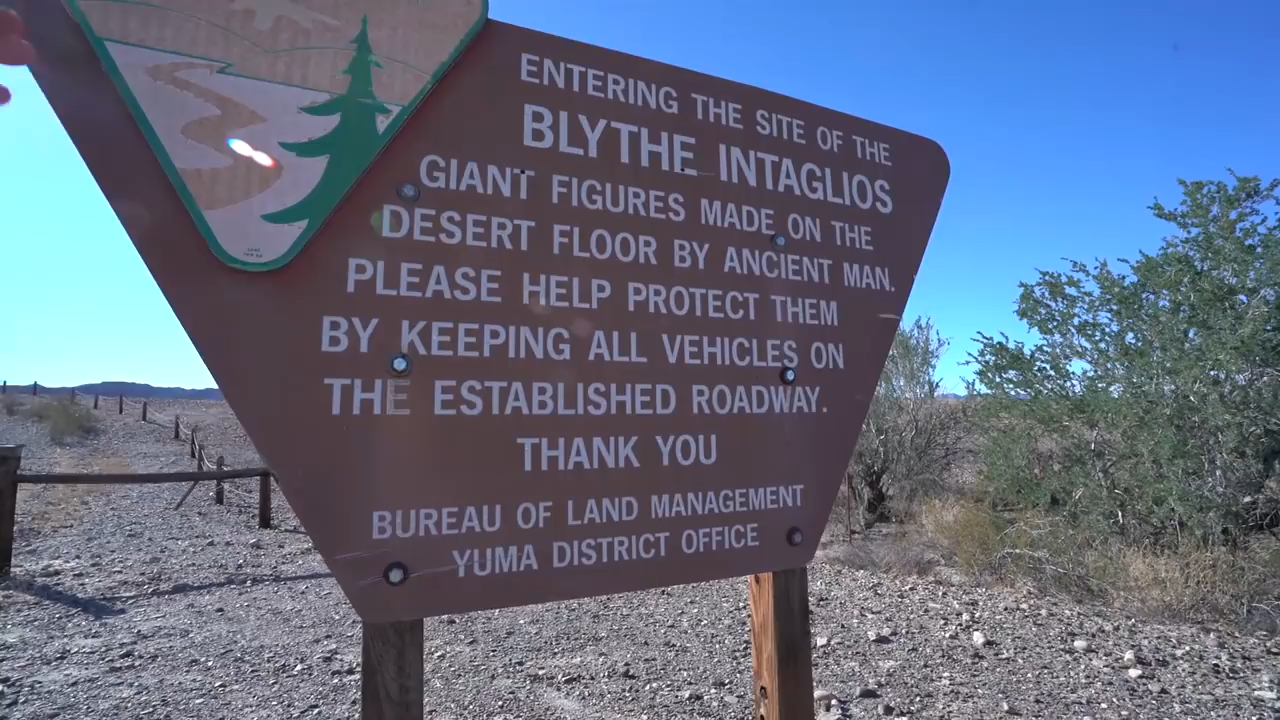 ENTERING THE SITE OF THE
BLYTHE INTAGLIOS
GIANT FIGURES MADE ON THE
DESERT FLOOR BY ANCIENT MAN.
PLEASE HELP PROTECT THEM
BY KEEPING ALL VEHICLES ON
THE ESTABLISHED ROADWAY.
THANK YOU
BUREAU OF LAND MANAGEMENT
YUMA DISTRICT OFFICE